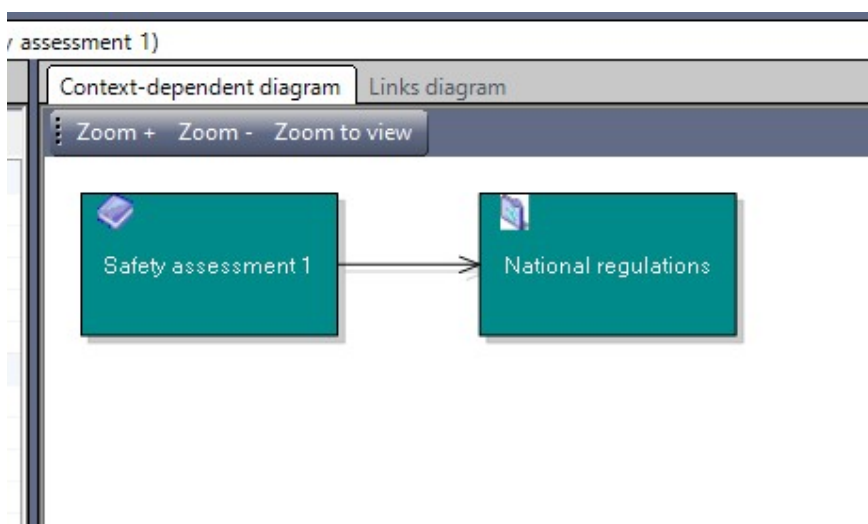 assessment 1)
Context-dependent diagram Links diagram
Zoom + Zoom - Zoom to view
Safety assessment 1 National regulations